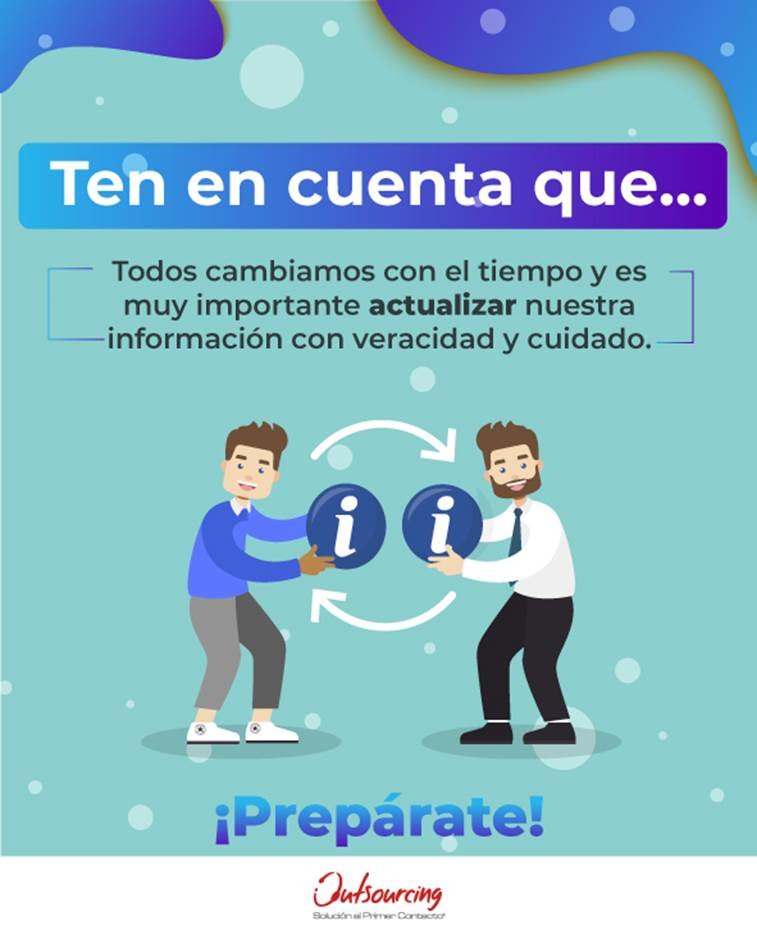 Ten en cuenta que...
Todos cambiamos con el tiempo y es
muy importante actualizar nuestra
información con veracidad y cuidado.
i i
¡Prepárate!
Outsourcing
Solución al Primer Contacto®